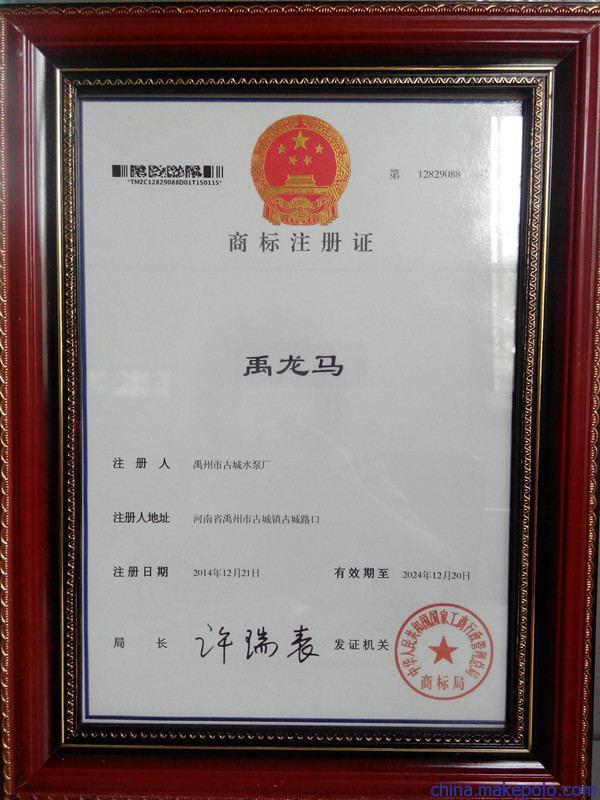 "TMZC12829088D01T150115"
第 12829088
商标注册证
禹龙马
注册人 禹州市古城水泵厂
注册人地址 河南省禹州市古城镇古城路口
注册日期 2014年12月21日 有效期至 2024年12月20日
局长 许瑞表 发证机关
中华人民共和国国家工商行政管理总局
商标局
china.makepolo.com